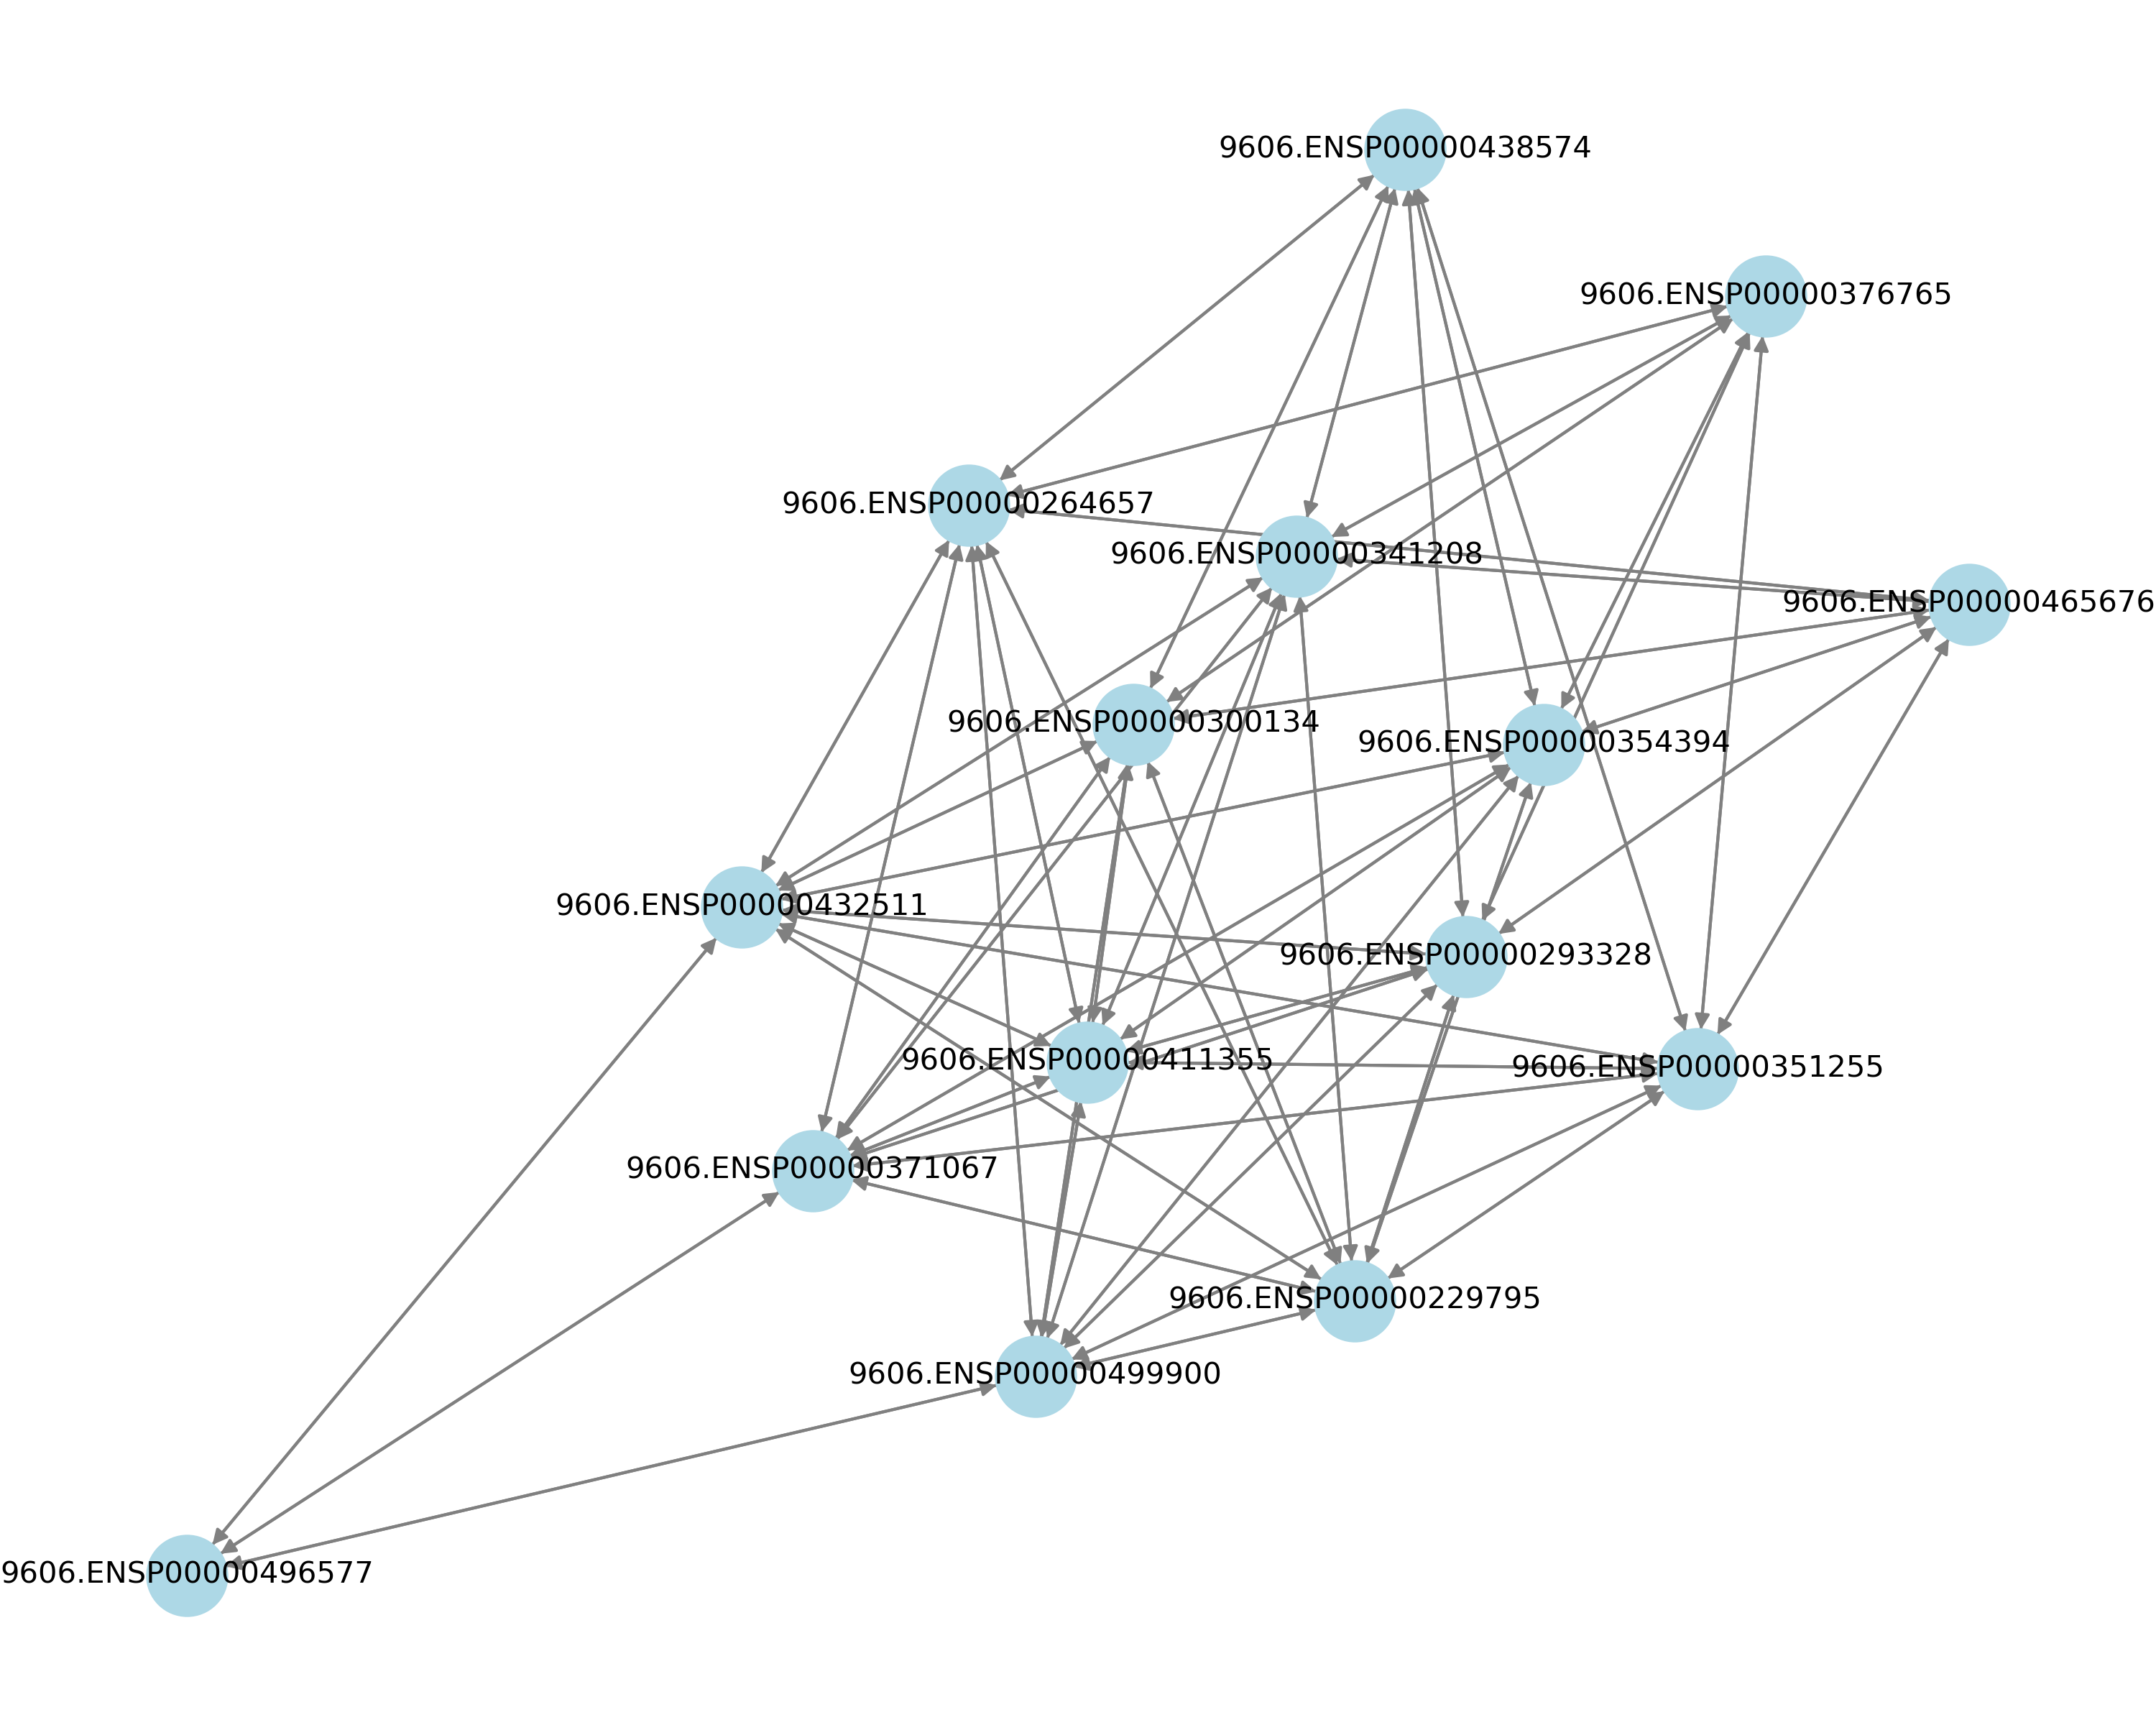 9606.ENSP00000438574
9606.ENSP00000376765
9606.ENSP00000264657
9606.ENSP00000341208
9606.ENSP00000465676
9606.ENSP00000300134
9606.ENSP00000354394
9606.ENSP00000432511
9606.ENSP00000293328
9606.ENSP00000411355
9606.ENSP00000351255
9606.ENSP00000371067
9606.ENSP00000229795
9606.ENSP00000499900
9606.ENSP00000496577